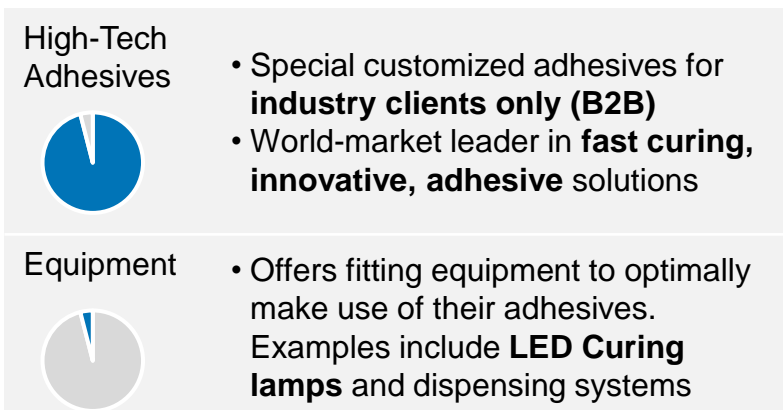 High-Tech
Adhesives
• Special customized adhesives for
industry clients only (B2B)
• World-market leader in fast curing,
innovative, adhesive solutions
Equipment
• Offers fitting equipment to optimally
make use of their adhesives.
Examples include LED Curing
lamps and dispensing systems